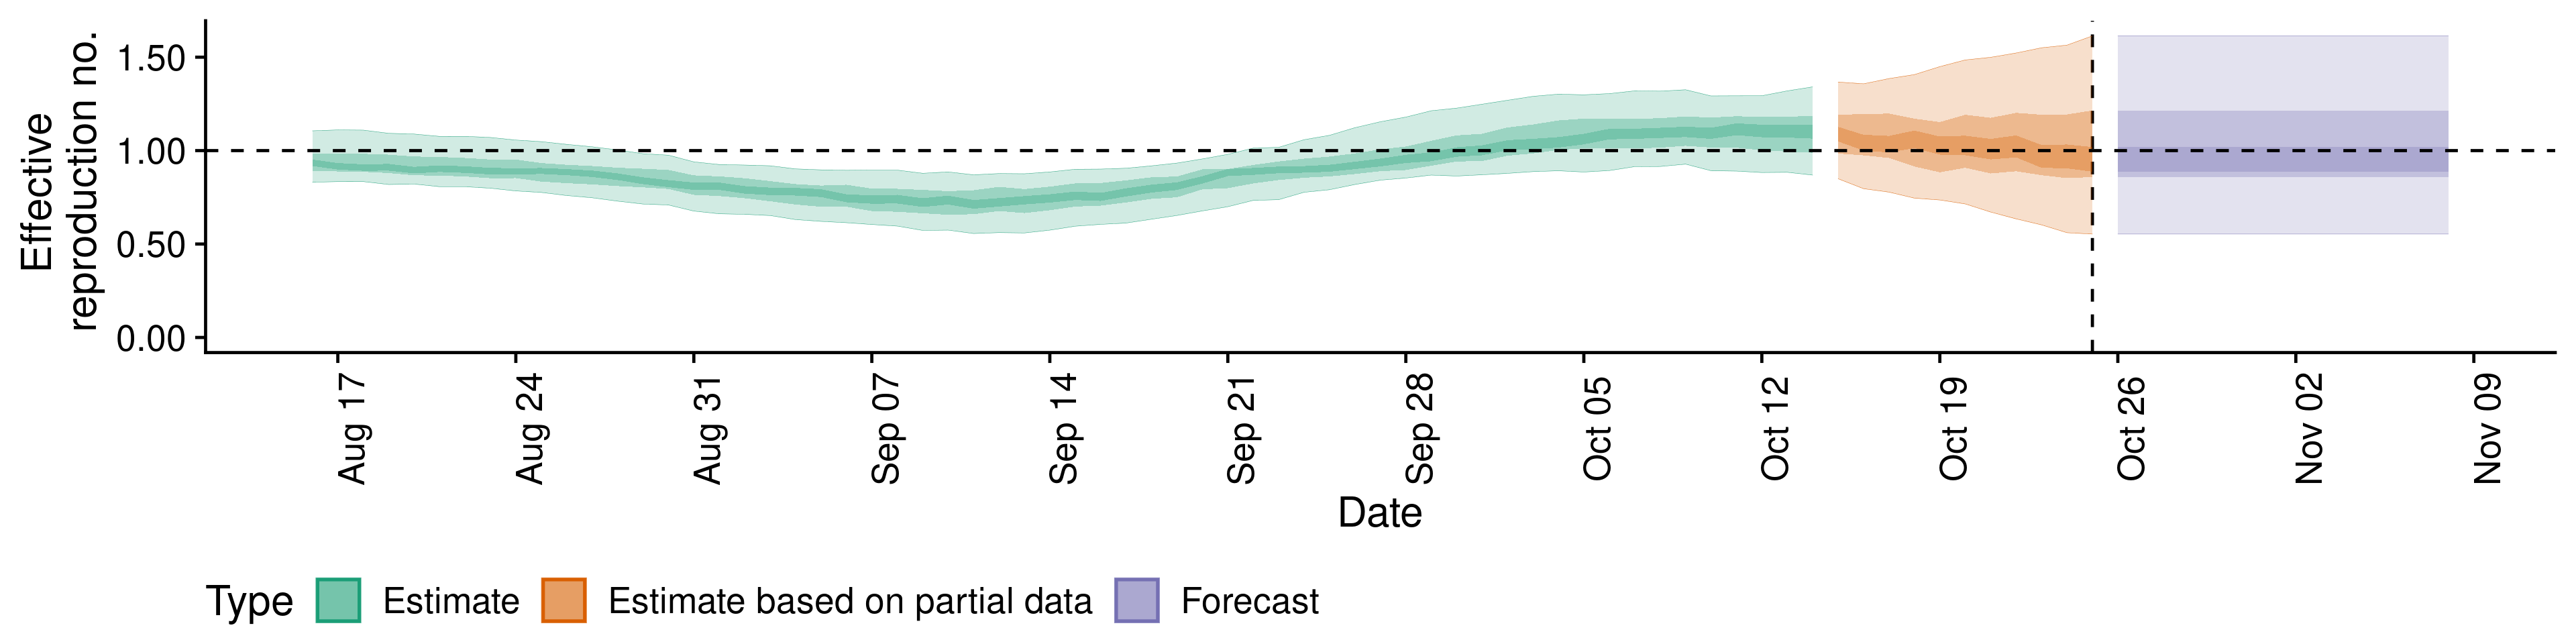 Effective
reproduction no.
1.50
1.00
0.50
0.00
Aug 17
Aug 24
Aug 31
Sep 07
Sep 14
Sep 21
Sep 28
Oct 05
Oct 12
Oct 19
Oct 26
Nov 02
Nov 09
Date
Type Estimate Estimate based on partial data Forecast